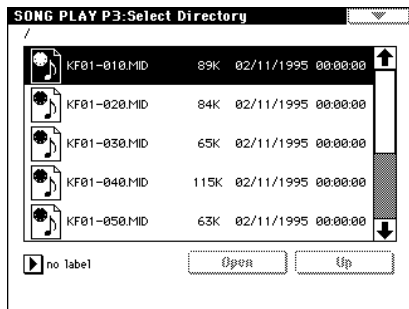 SONG PLAY P3:Select Directory
/
KF01-010.MID 89K 02/11/1995 00:00:00
KF01-020.MID 84K 02/11/1995 00:00:00
KF01-030.MID 65K 02/11/1995 00:00:00
KF01-040.MID 115K 02/11/1995 00:00:00
KF01-050.MID 63K 02/11/1995 00:00:00
no label Open Up